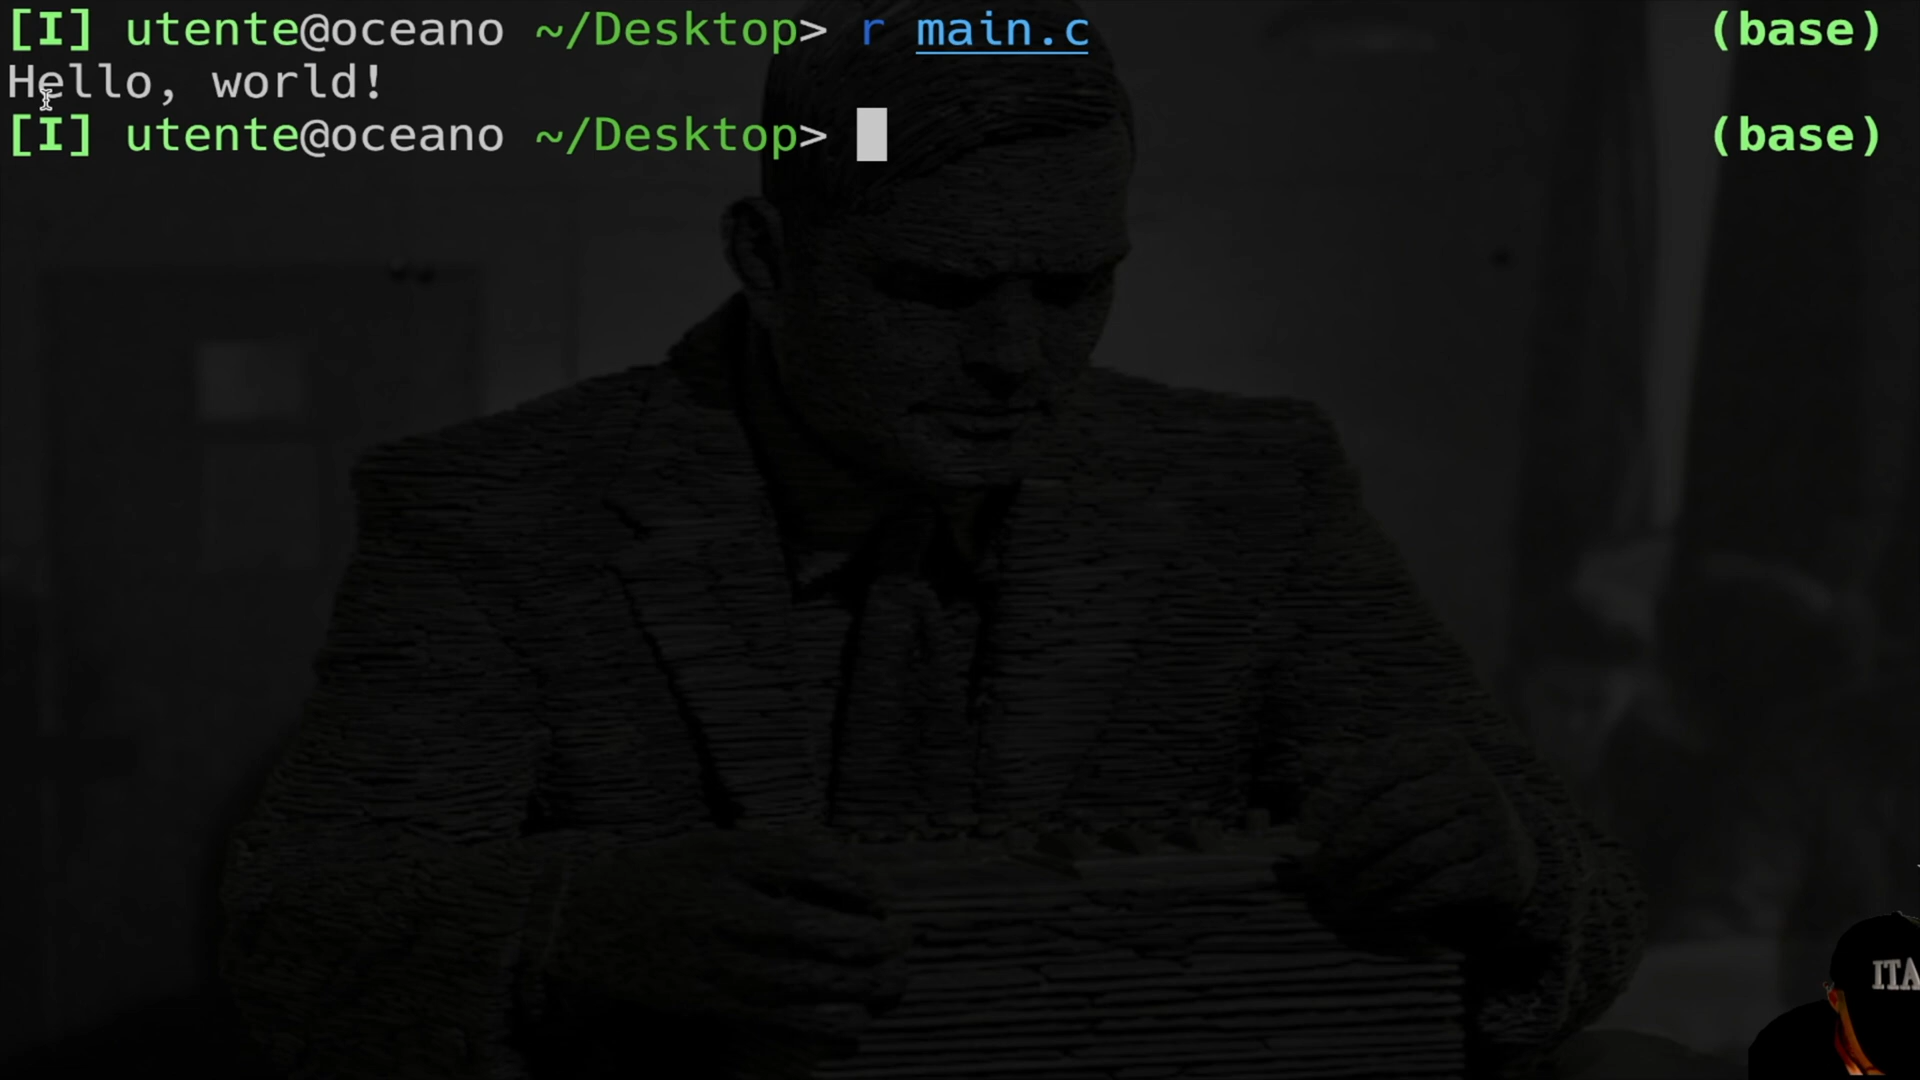 [I] utente@oceano ~/Desktop> r main.c (base)
Hello, world!
[I] utente@oceano ~/Desktop> (base)
ITA